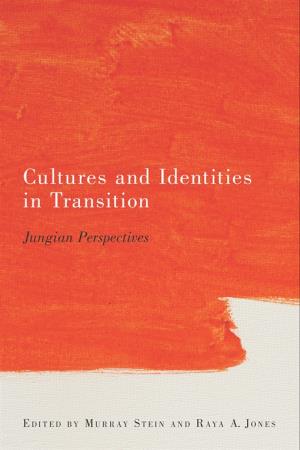 Cultures and Identities
in Transition
Jungian Perspectives
Edited by Murray Stein and Raya A. Jones